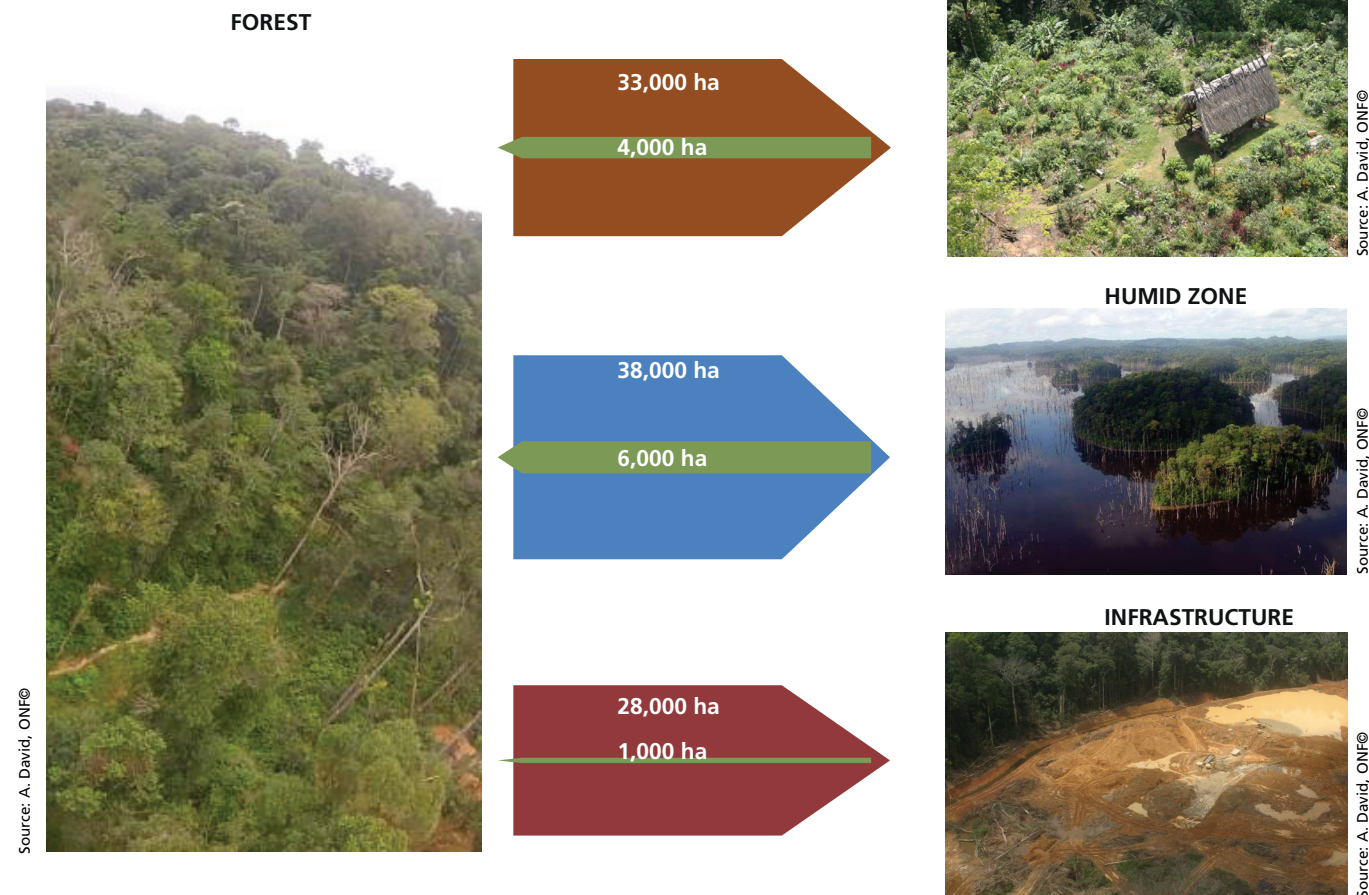 FOREST
33,000 ha
4,000 ha
Source: A. David, ONF©
HUMID ZONE
38,000 ha
6,000 ha
Source: A. David, ONF©
INFRASTRUCTURE
28,000 ha
1,000 ha
Source: A. David, ONF©
Source: A. David, ONF©